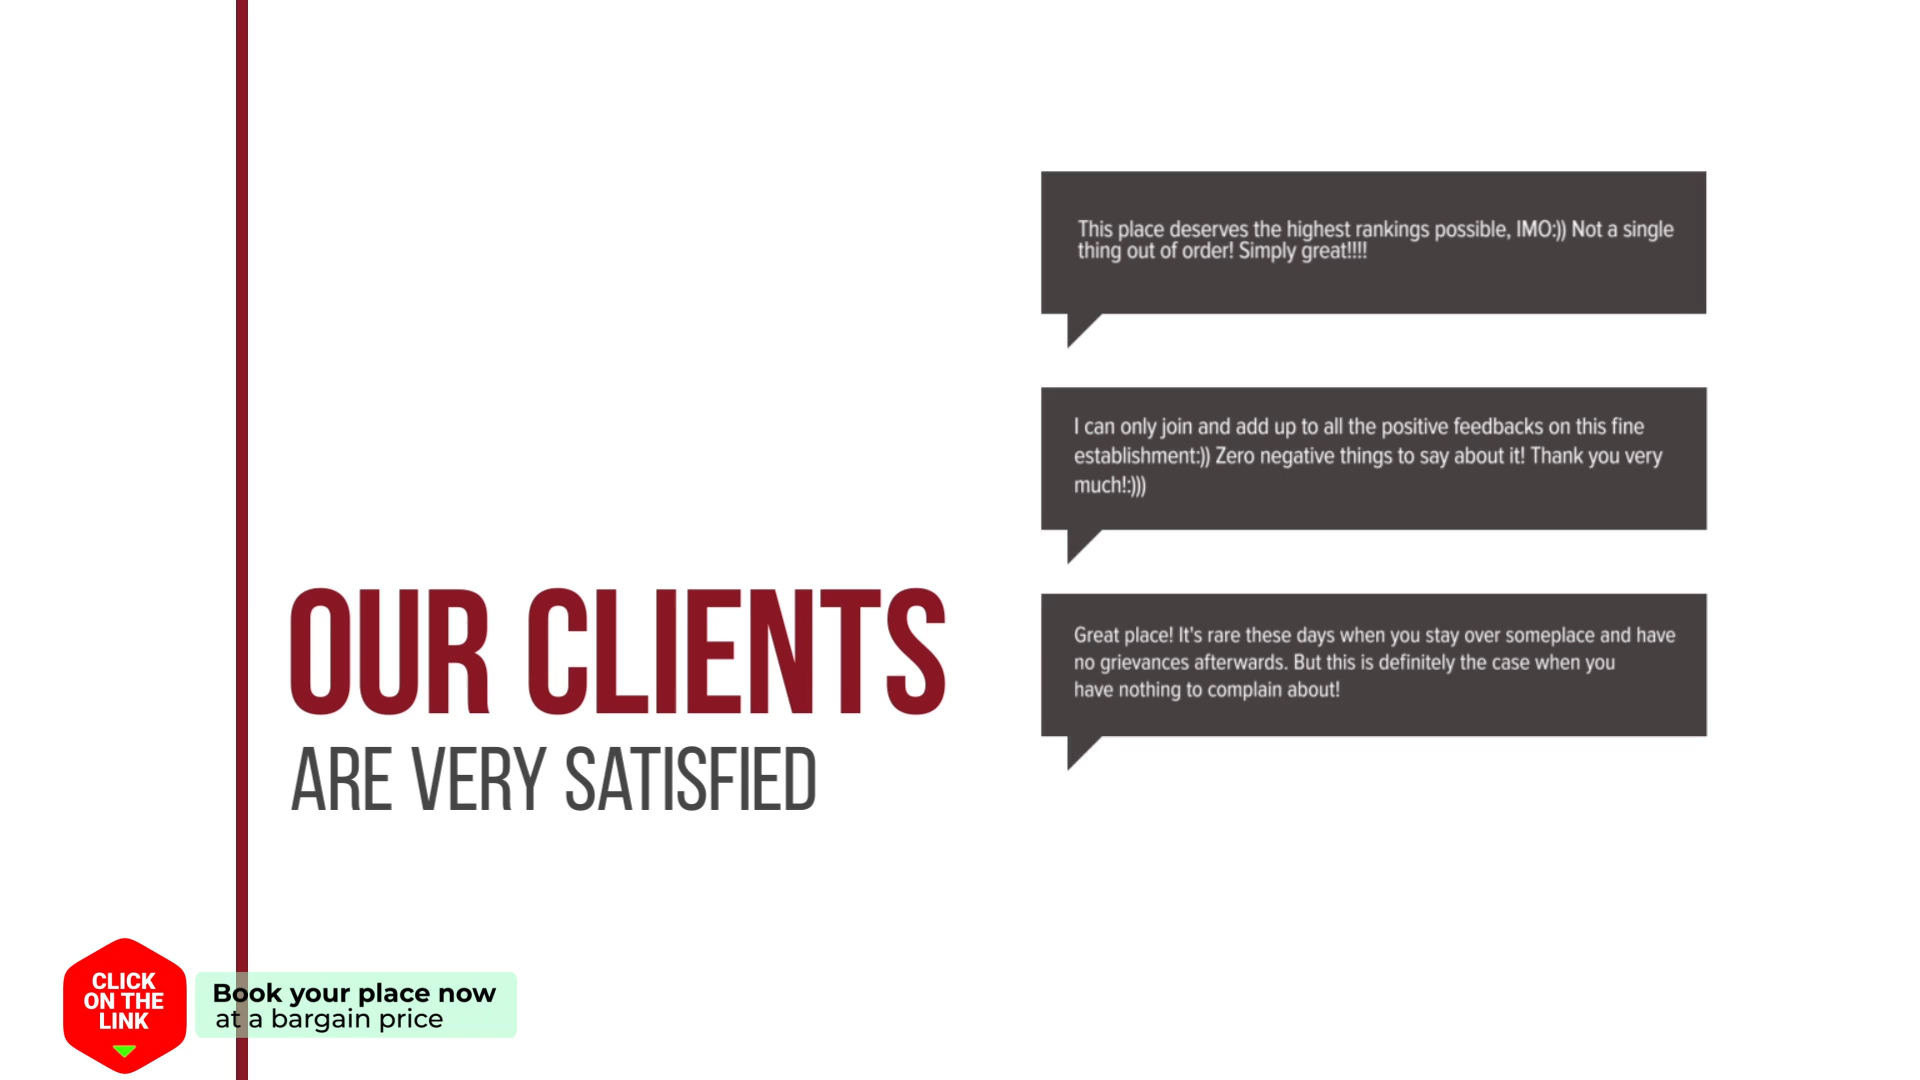 This place deserves the highest rankings possible, IMO:)) Not a single
thing out of order! Simply great!!!!
I can only join and add up to all the positive feedbacks on this fine
establishment:)) Zero negative things to say about it! Thank you very
much!:)))
Great place! It's rare these days when you stay over someplace and have
no grievances afterwards. But this is definitely the case when you
have nothing to complain about!
OUR CLIENTS
ARE VERY SATISFIED
CLICK
ON THE
LINK
Book your place now
at a bargain price